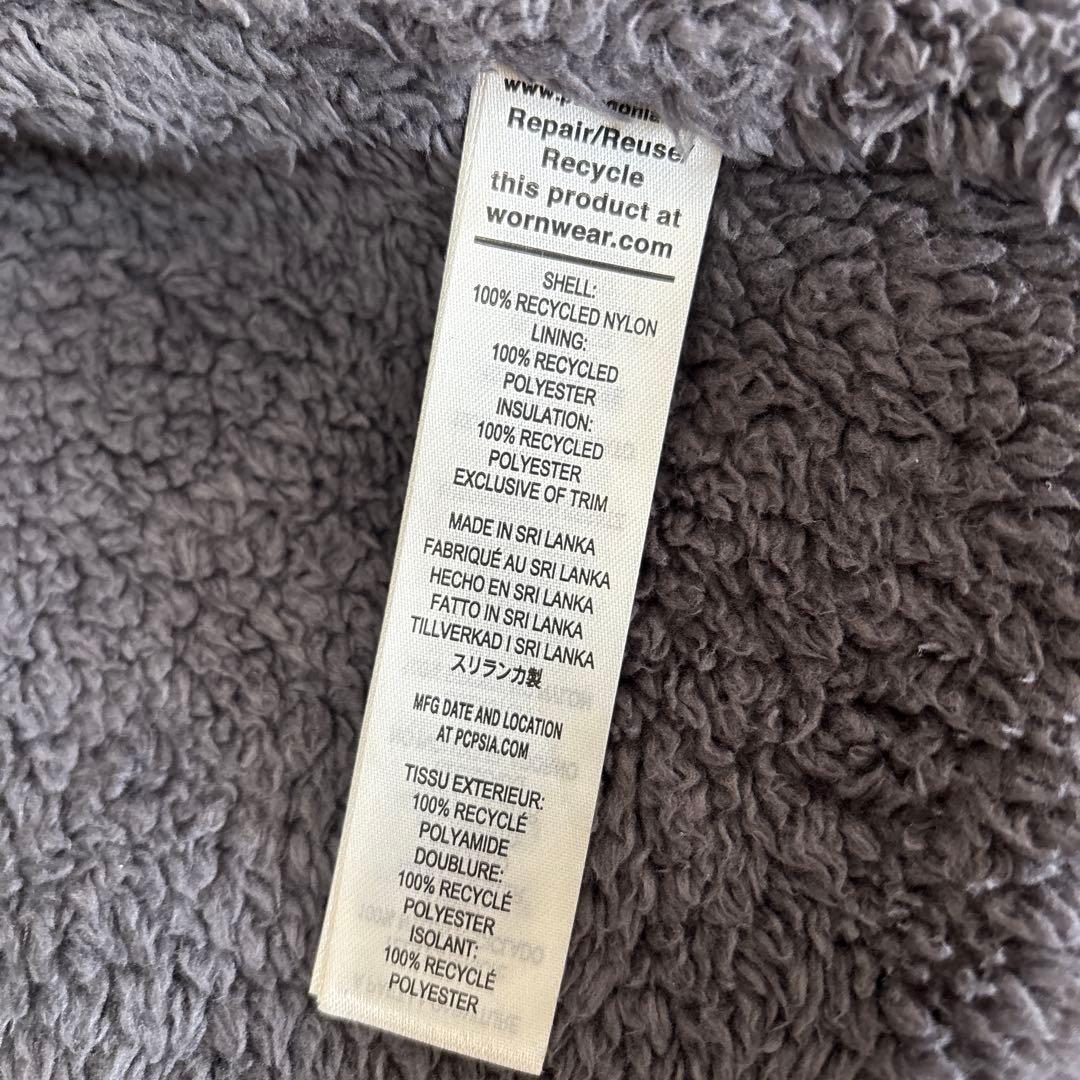 Repair/Reuse/
Recycle
this product at
wornwear.com
SHELL:
100% RECYCLED NYLON
LINING:
100% RECYCLED
POLYESTER
INSULATION:
100% RECYCLED
POLYESTER
EXCLUSIVE OF TRIM
MADE IN SRI LANKA
FABRIQUÉ AU SRI LANKA
HECHO EN SRI LANKA
FATTO IN SRI LANKA
TILLVERKAD I SRI LANKA
スリランカ製
MFG DATE AND LOCATION
AT PCPSIA.COM
TISSU EXTERIEUR:
100% RECYCLÉ
POLYAMIDE
DOUBLURE:
100% RECYCLÉ
POLYESTER
ISOLANT:
100% RECYCLÉ
POLYESTER